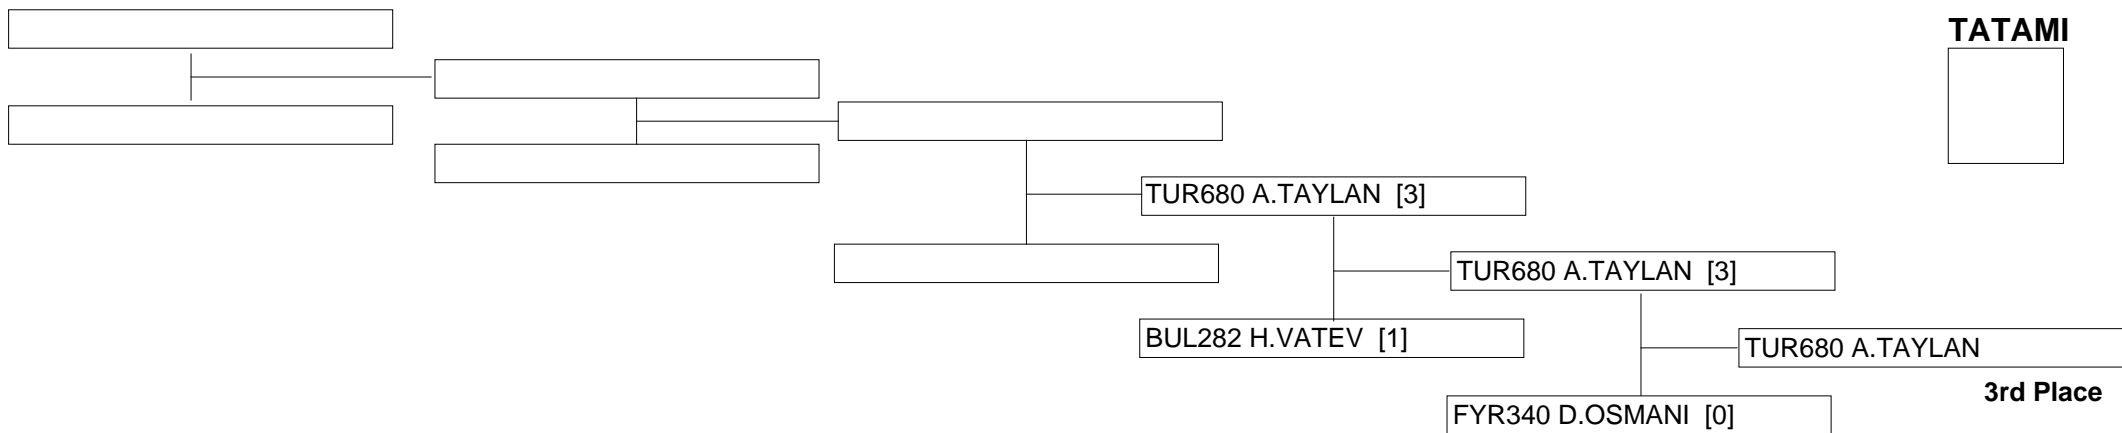 TATAMI
TUR680 A.TAYLAN [3]
TUR680 A.TAYLAN [3]
BUL282 H.VATEV [1]
TUR680 A.TAYLAN
3rd Place
FYR340 D.OSMANI [0]